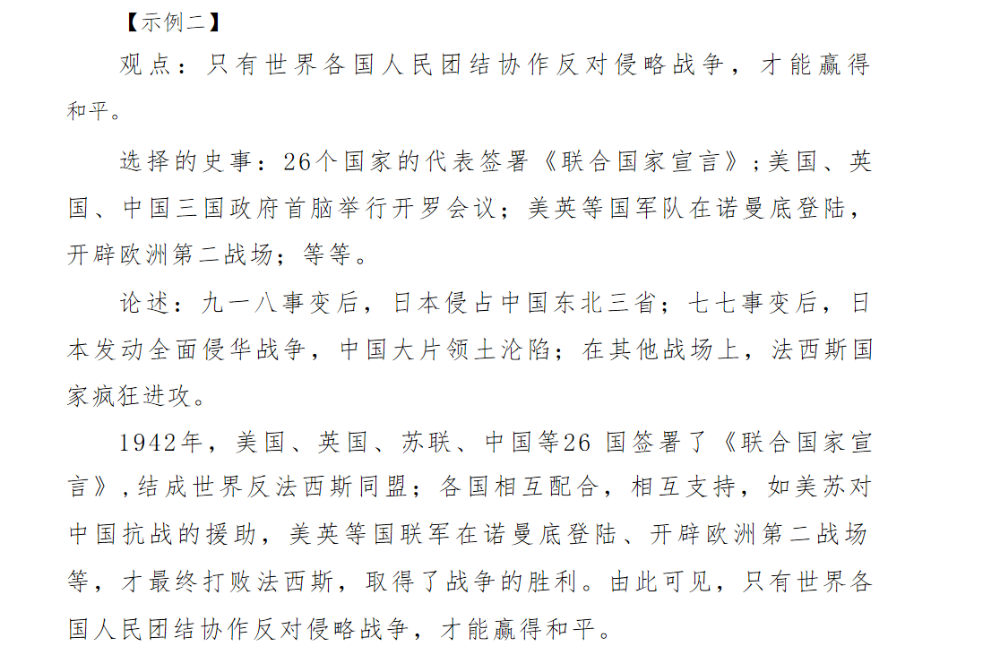 【示例二】
观点：只有世界各国人民团结协作反对侵略战争，才能赢得
和平。
选择的史事：26个国家的代表签署《联合国家宣言》;美国、英
国、中国三国政府首脑举行开罗会议；美英等国军队在诺曼底登陆，
开辟欧洲第二战场；等等。
论述：九一八事变后，日本侵占中国东北三省；七七事变后，日
本发动全面侵华战争，中国大片领土沦陷；在其他战场上，法西斯国
家疯狂进攻。
1942年，美国、英国、苏联、中国等26 国签署了《联合国家宣
言》,结成世界反法西斯同盟；各国相互配合，相互支持，如美苏对
中国抗战的援助，美英等国联军在诺曼底登陆、开辟欧洲第二战场
等，才最终打败法西斯，取得了战争的胜利。由此可见，只有世界各
国人民团结协作反对侵略战争，才能赢得和平。